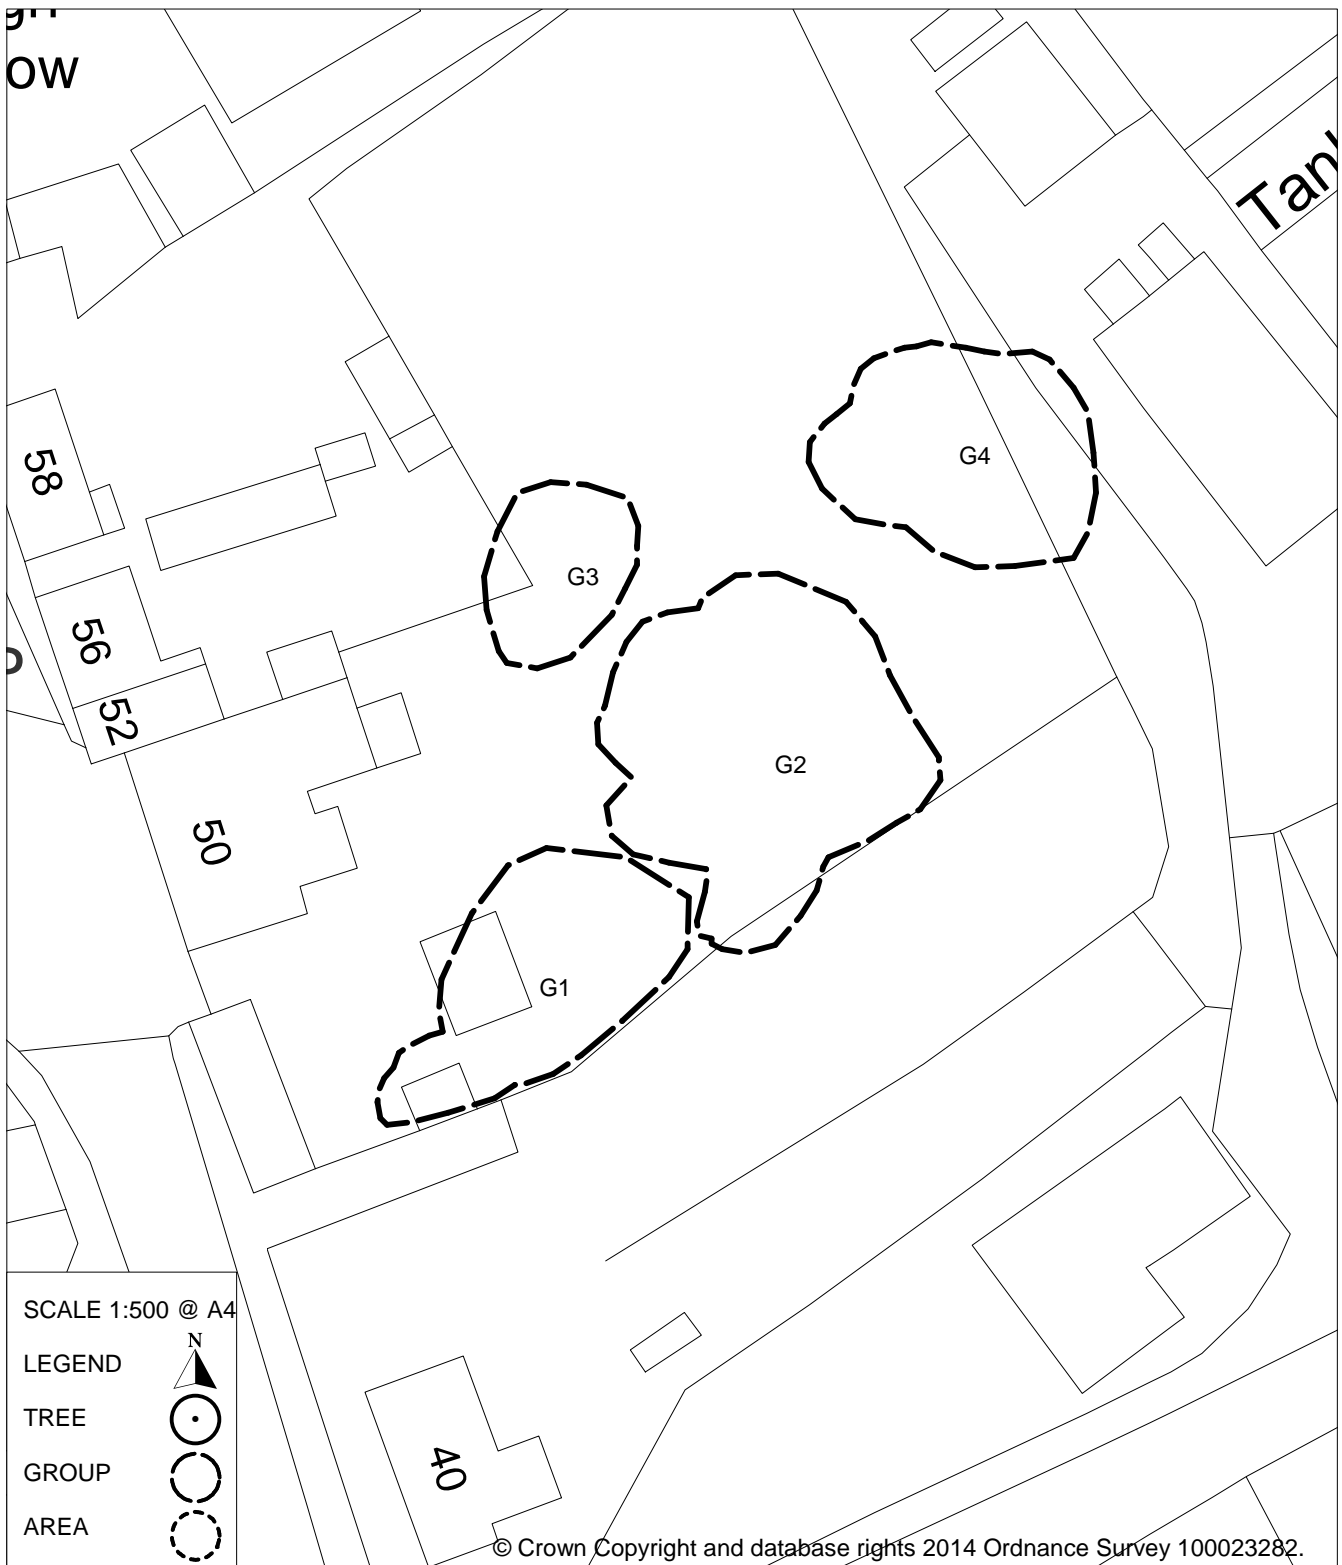 ow
Tan
58
G4
G3
56
52
G2
50
G1
SCALE 1:500 @ A4
N
LEGEND
TREE
GROUP
AREA
40
© Crown Copyright and database rights 2014 Ordnance Survey 100023282.